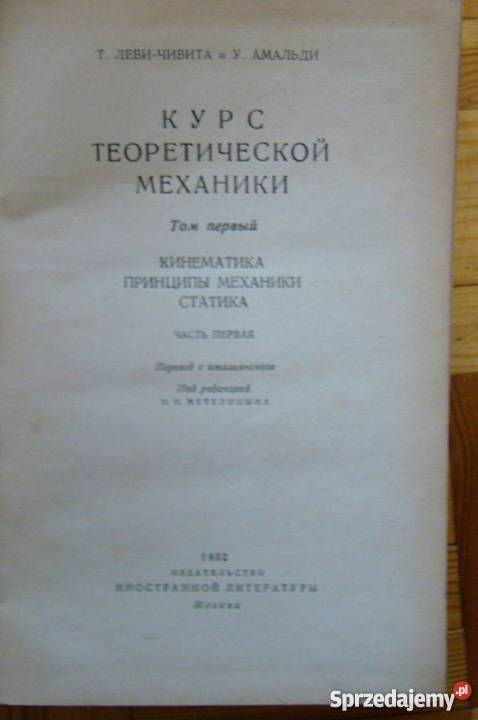 Т. ЛЕВИ-ЧИВИТА и У. АМАЛЬДИ
КУРС
ТЕОРЕТИЧЕСКОЙ
МЕХАНИКИ
Том первый
КИНЕМАТИКА
ПРИНЦИПЫ МЕХАНИКИ
СТАТИКА
ЧАСТЬ ПЕРВАЯ
Перевод с итальянского
Под редакцией
И. И. МЕТЕЛИЦЫНА
1952
ИЗДАТЕЛЬСТВО
ИНОСТРАННОЙ ЛИТЕРАТУРЫ
Москва
Sprzedajemy.pl